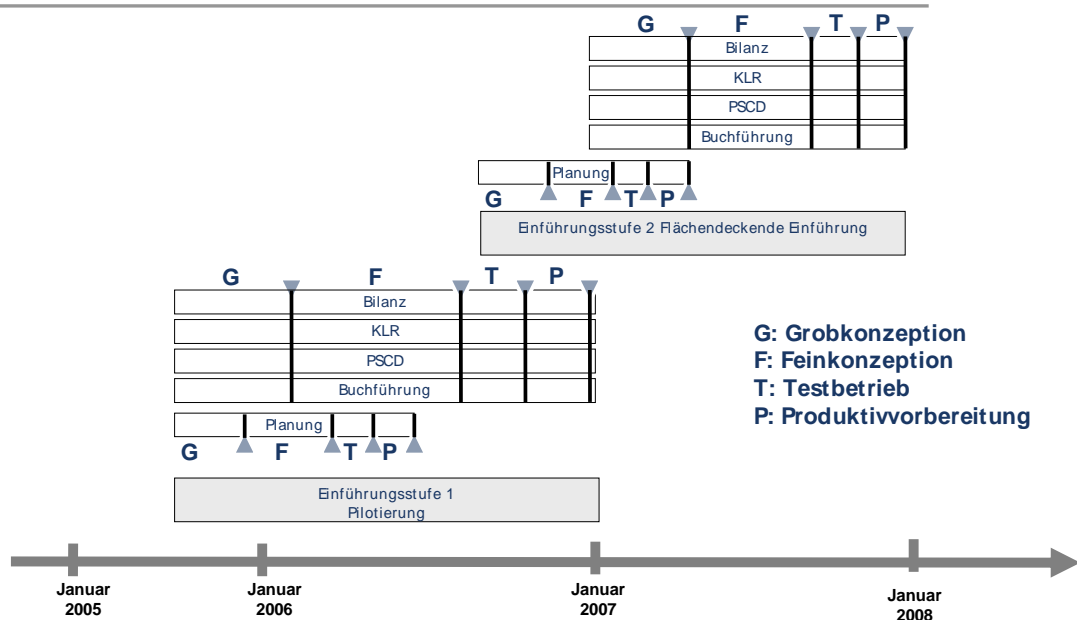 G F T P
Bilanz
KLR
PSCD
Buchführung
Planung
G F T P
Einführungsstufe 2 Flächendeckende Einführung
G F T P
Bilanz
KLR
PSCD
Buchführung
Planung
G F T P
Einführungsstufe 1
Pilotierung
G: Grobkonzeption
F: Feinkonzeption
T: Testbetrieb
P: Produktivvorbereitung
Januar
2005
Januar
2006
Januar
2007
Januar
2008